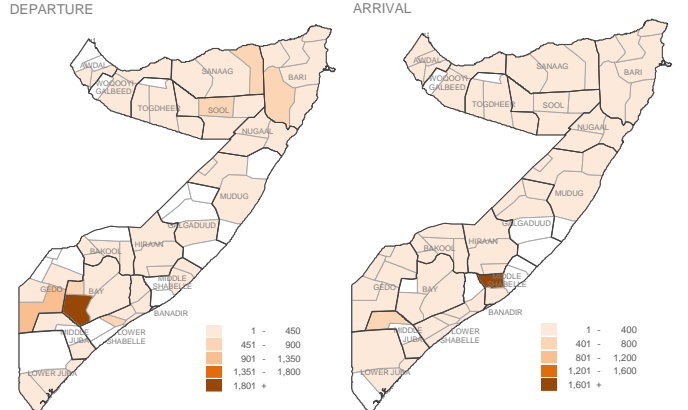 DEPARTURE
AWDAL
WOQOOYI
GALBEED
TOGDHEER
SANAAG
SOOL
BARI
NUGAAL
MUDUG
GALGADUUD
HIRAAN
BAKOOL
MIDDLE
SHABELLE
GEDO
BAY
BANADIR
MIDDLE
JUBA
LOWER
SHABELLE
LOWER JUBA
1 - 450
451 - 900
901 - 1,350
1,351 - 1,800
1,801 +
ARRIVAL
AWDAL
WOQOOYI
GALBEED
TOGDHEER
SANAAG
SOOL
BARI
NUGAAL
MUDUG
GALGADUUD
HIRAAN
BAKOOL
MIDDLE
SHABELLE
GEDO
BAY
BANADIR
MIDDLE
JUBA
LOWER
SHABELLE
LOWER JUBA
1 - 400
401 - 800
801 - 1,200
1,201 - 1,600
1,601 +